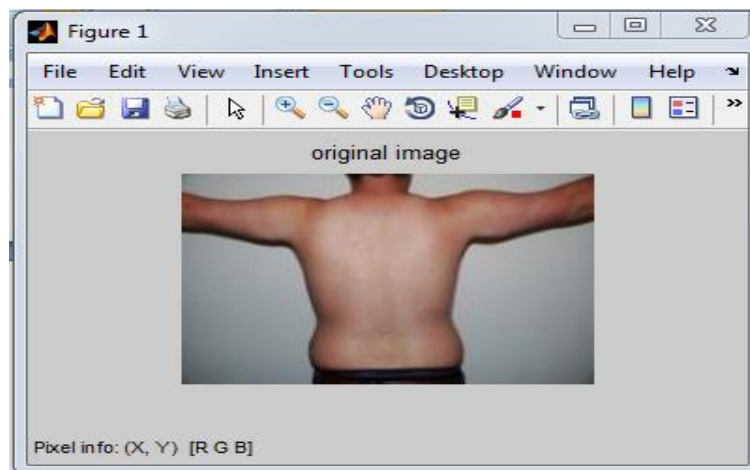 Figure 1
File Edit View Insert Tools Desktop Window Help
original image
Pixel info: (X, Y) [R G B]